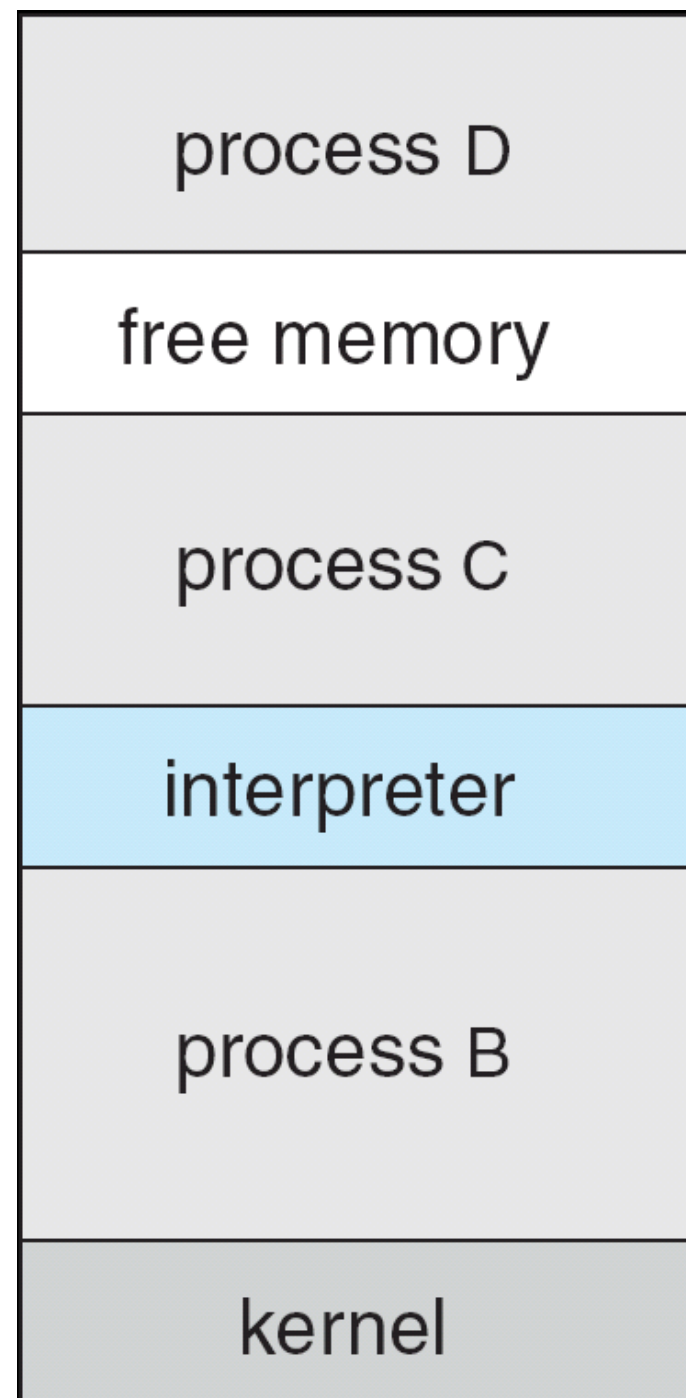 process D
free memory
process C
interpreter
process B
kernel